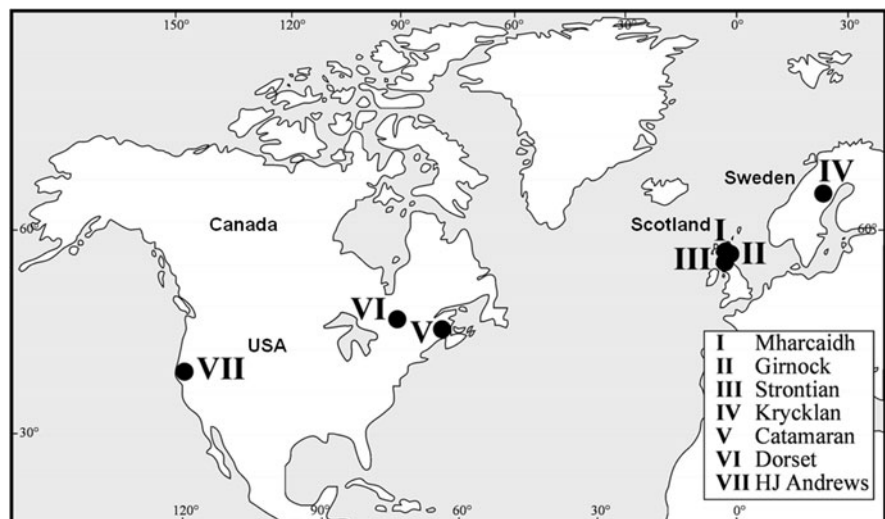 150° 120° 90° 60° 30° 0° 30°
Sweden IV
Canada Scotland I
60° 60°
III II
VI
V
USA
VII
I Mharcaidh
II Girnock
III Strontian
IV Krycklan
V Catamaran
VI Dorset
VII HJ Andrews
30° 30°
120° 90° 60° 30° 0°